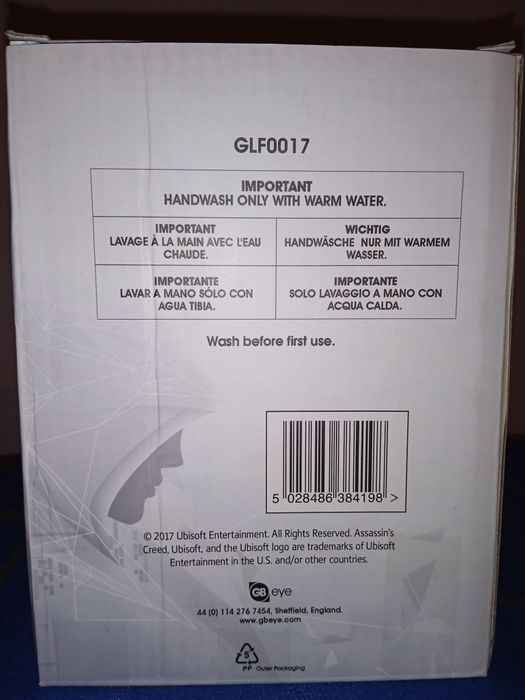 GLF0017
IMPORTANT
HANDWASH ONLY WITH WARM WATER.
IMPORTANT
LAVAGE À LA MAIN AVEC L'EAU
CHAUDE.
WICHTIG
HANDWÄSCHE NUR MIT WARMEM
WASSER.
IMPORTANTE
LAVAR A MANO SÓLO CON
AGUA TIBIA.
IMPORTANTE
SOLO LAVAGGIO A MANO CON
ACQUA CALDA.
Wash before first use.
5 028486 384198 >
© 2017 Ubisoft Entertainment. All Rights Reserved. Assassin's
Creed, Ubisoft, and the Ubisoft logo are trademarks of Ubisoft
Entertainment in the U.S. and/or other countries.
GB eye
44 (0) 114 276 7454, Sheffield, England.
www.gbeye.com
5
PP Outer Packaging